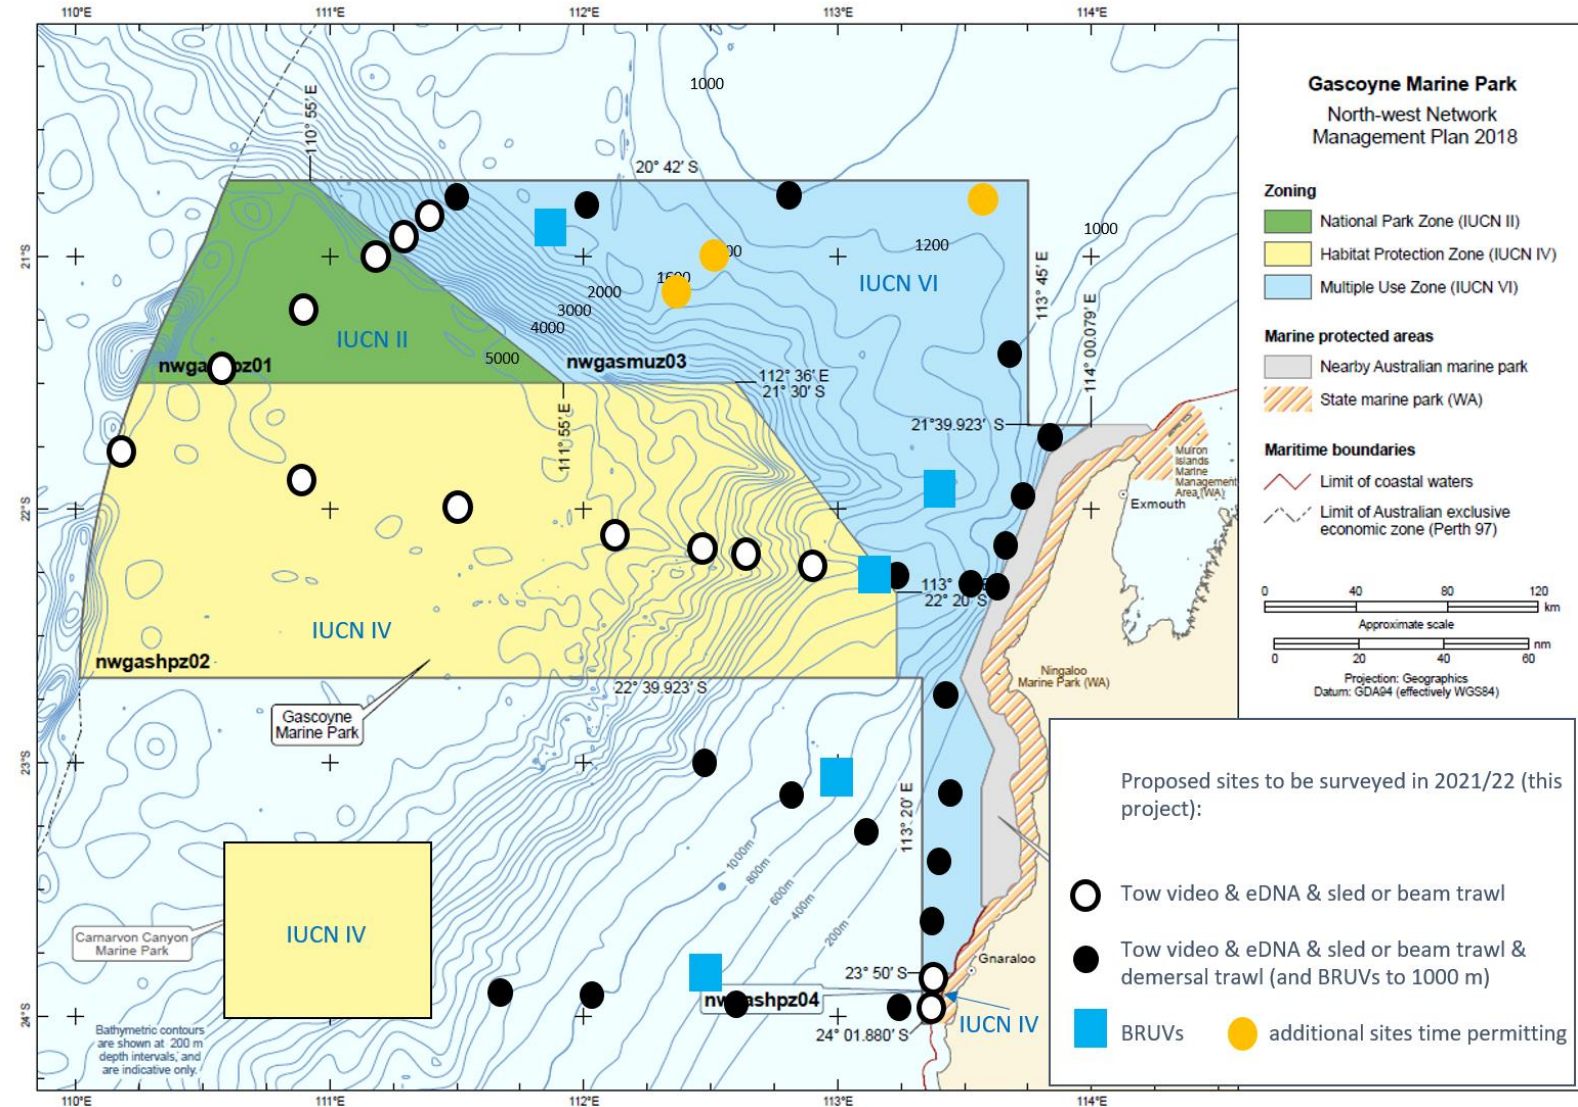 110°E
111°E
112°E
113°E
114°E
1000
110° 55′ E
20° 42′ S
1000
1200
21°S
IUCN VI
113° 45′ E
114° 00.079′ E
2000
3000
4000
5000
IUCN II
nwgasmuz03
112° 36′ E
21° 30′ S
111° 55′ E
21°39.923′ S
Muiron
Islands
Marine
Management
Area (WA)
Exmouth
22°S
113°
22° 20′ S
IUCN IV
nwgashpz02
22° 39.923′ S
Ningaloo
Marine Park (WA)
Gascoyne
Marine Park
23°S
113° 20′ E
1000m
800m
600m
400m
200m
IUCN IV
Carnarvon Canyon
Marine Park
23° 50′ S
Gnaraloo
24°S
24° 01.880′ S
IUCN IV
Bathymetric contours
are shown at 200 m
depth intervals, and
are indicative only.
110°E
111°E
112°E
113°E
114°E
Gascoyne Marine Park
North-west Network
Management Plan 2018
Zoning
National Park Zone (IUCN II)
Habitat Protection Zone (IUCN IV)
Multiple Use Zone (IUCN VI)
Marine protected areas
Nearby Australian marine park
State marine park (WA)
Maritime boundaries
Limit of coastal waters
Limit of Australian exclusive
economic zone (Perth 97)
0 40 80 120
km
Approximate scale
nm
0 20 40 60
Projection: Geographics
Datum: GDA94 (effectively WGS84)
Proposed sites to be surveyed in 2021/22 (this
project):
Tow video & eDNA & sled or beam trawl
Tow video & eDNA & sled or beam trawl &
demersal trawl (and BRUVs to 1000 m)
BRUVs
additional sites time permitting